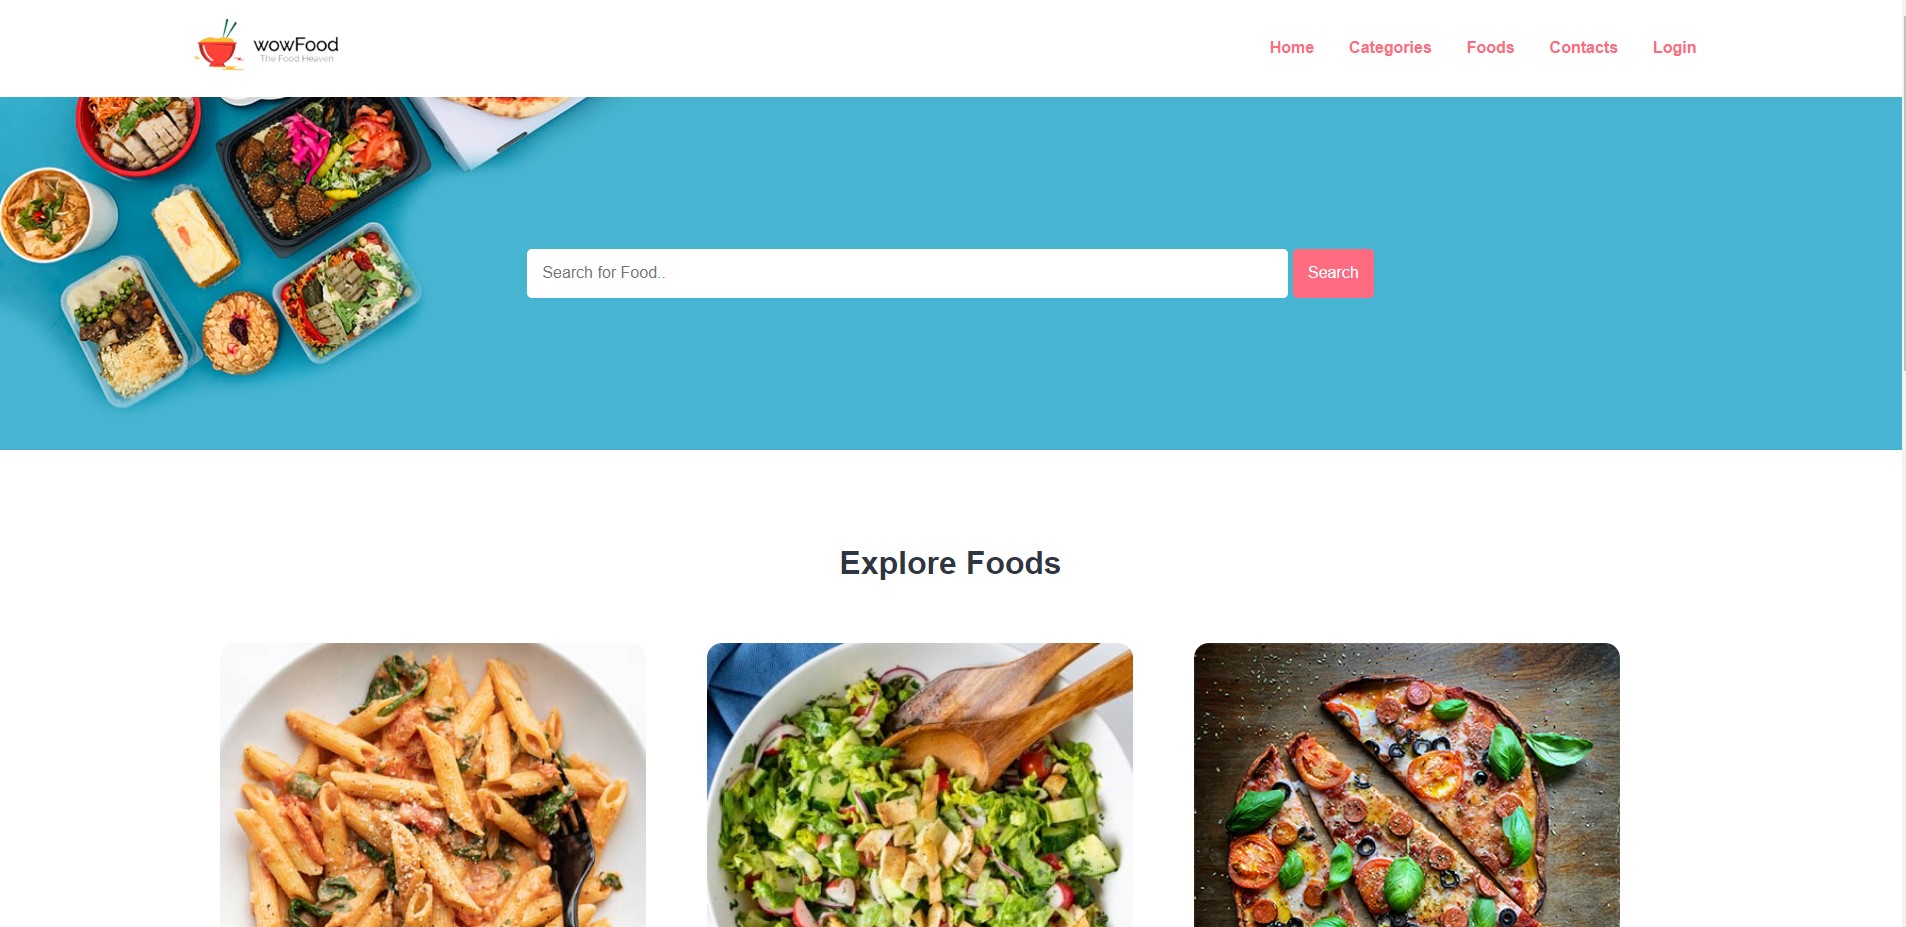 wowFood
The Food Heaven
Home
Categories
Foods
Contacts
Login
Search for Food..
Search
Explore Foods